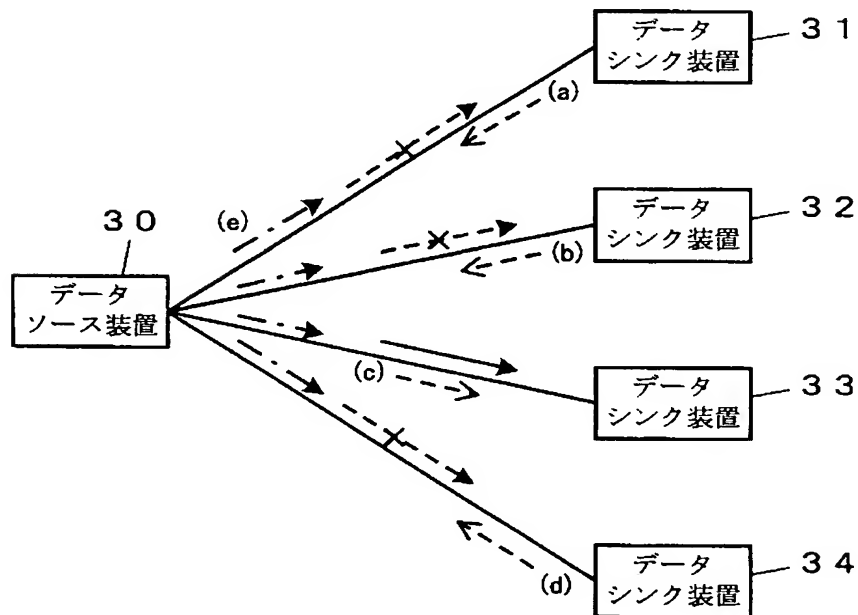 データ
シンク装置
３１
(a)
(e)
データ
シンク装置
３２
(b)
３０
データ
ソース装置
(c)
データ
シンク装置
３３
(d)
データ
シンク装置
３４